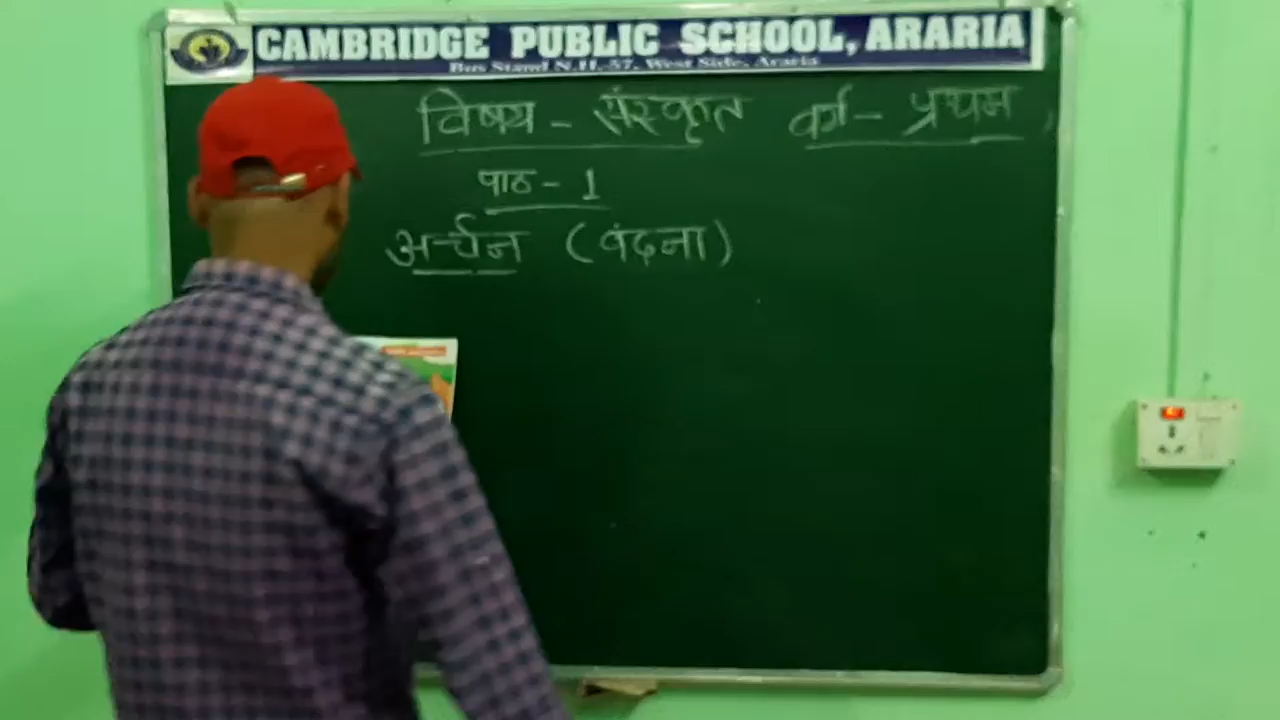 CAMBRIDGE PUBLIC SCHOOL, ARARIA
Bus Stand N.H.-57, West Side, Araria
विषय - संस्कृत वर्ग - प्रथम
पाठ - 1
अर्चन (वंदना)